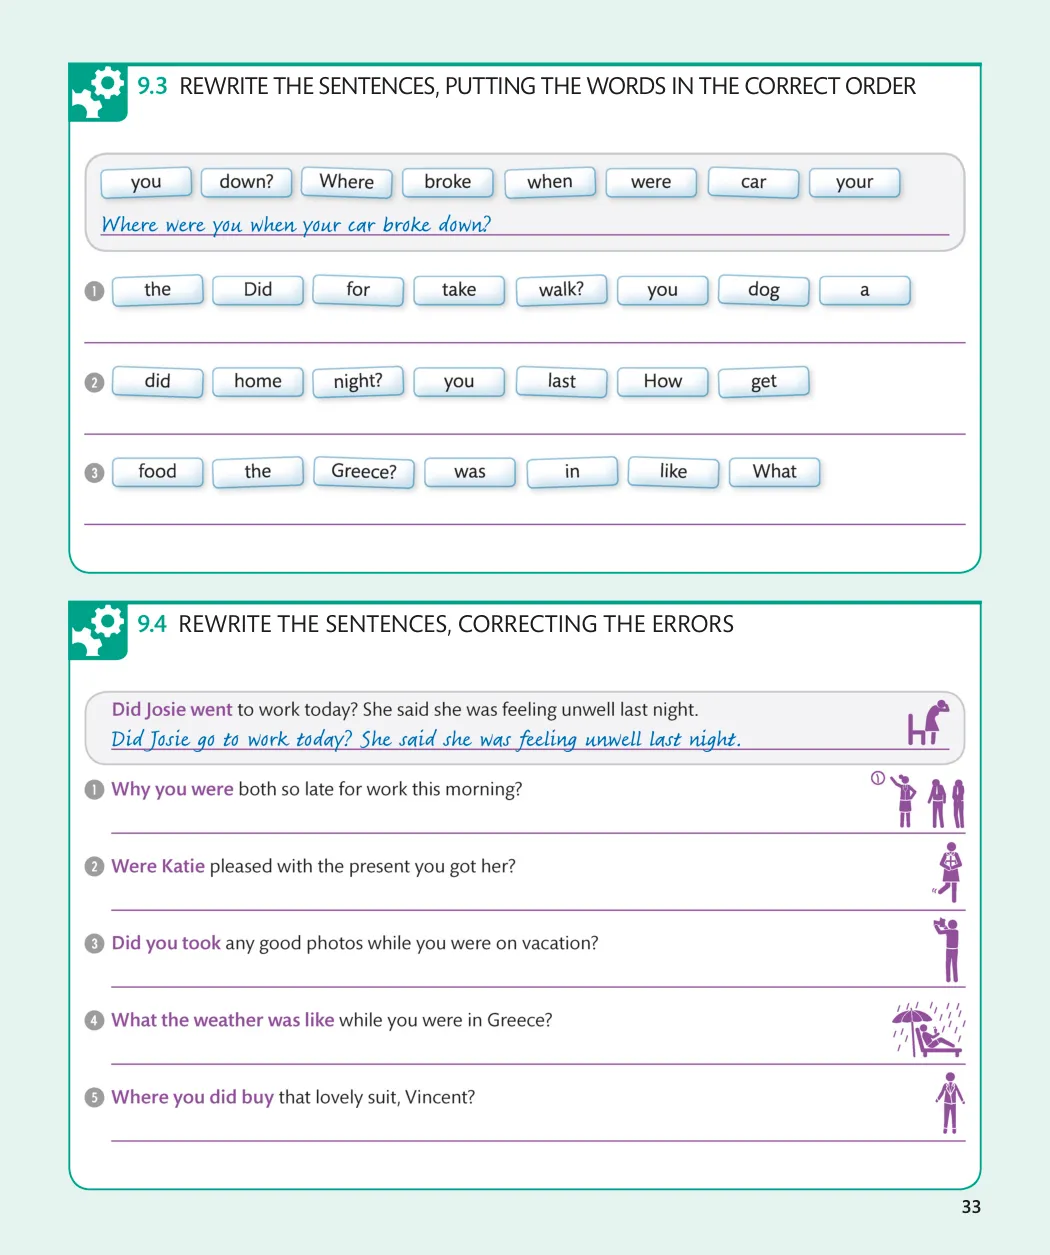 9.3 REWRITE THE SENTENCES, PUTTING THE WORDS IN THE CORRECT ORDER
you down? Where broke when were car your
Where were you when your car broke down?
1 the Did for take walk? you dog a
2 did home night? you last How get
3 food the Greece? was in like What
9.4 REWRITE THE SENTENCES, CORRECTING THE ERRORS
Did Josie went to work today? She said she was feeling unwell last night.
Did Josie go to work today? She said she was feeling unwell last night.
1 Why you were both so late for work this morning?
2 Were Katie pleased with the present you got her?
3 Did you took any good photos while you were on vacation?
4 What the weather was like while you were in Greece?
5 Where you did buy that lovely suit, Vincent?
33